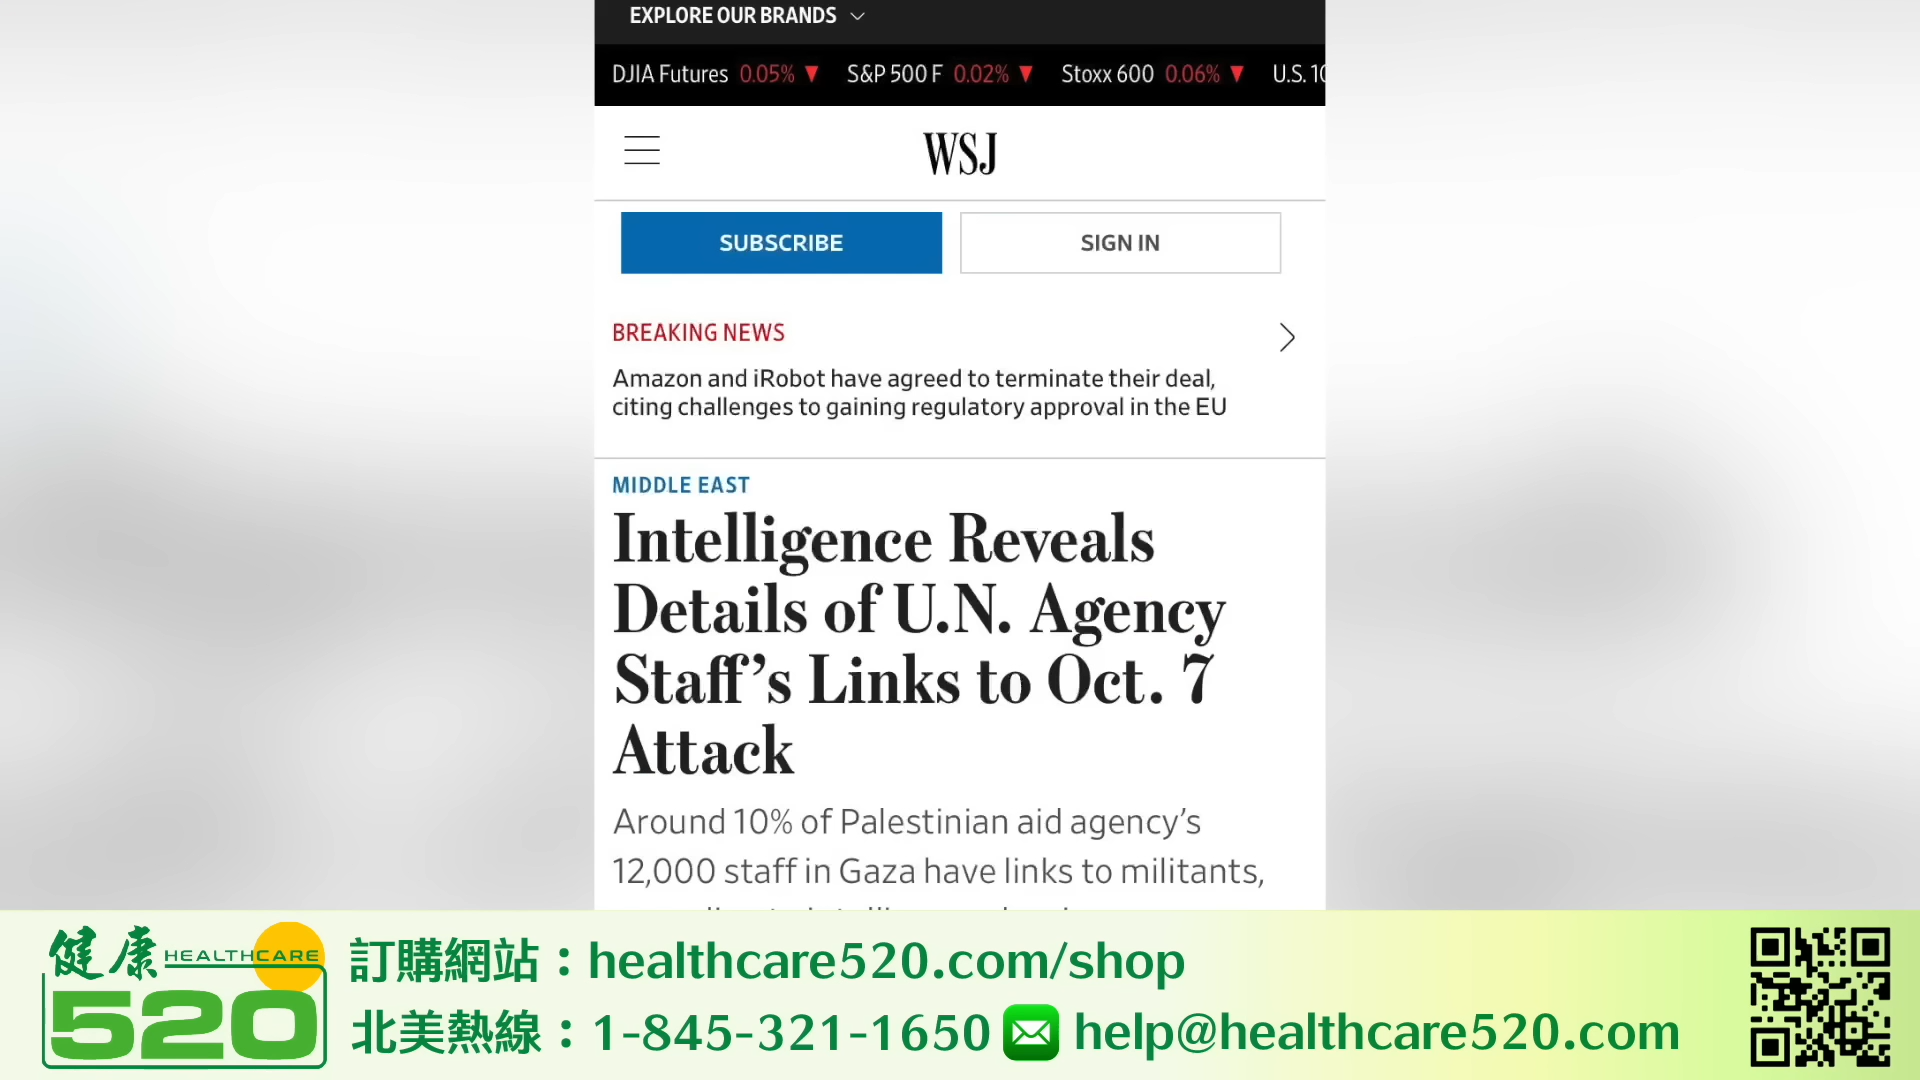 EXPLORE OUR BRANDS
DJIA Futures 0.05% ▼ S&P 500 F 0.02% ▼ Stoxx 600 0.06% ▼ U.S. 10
WSJ
SUBSCRIBE
SIGN IN
BREAKING NEWS
Amazon and iRobot have agreed to terminate their deal,
citing challenges to gaining regulatory approval in the EU
MIDDLE EAST
Intelligence Reveals
Details of U.N. Agency
Staff’s Links to Oct. 7
Attack
Around 10% of Palestinian aid agency’s
12,000 staff in Gaza have links to militants,
健康 HEALTHCARE
520
訂購網站：healthcare520.com/shop
北美熱線：1-845-321-1650 help@healthcare520.com